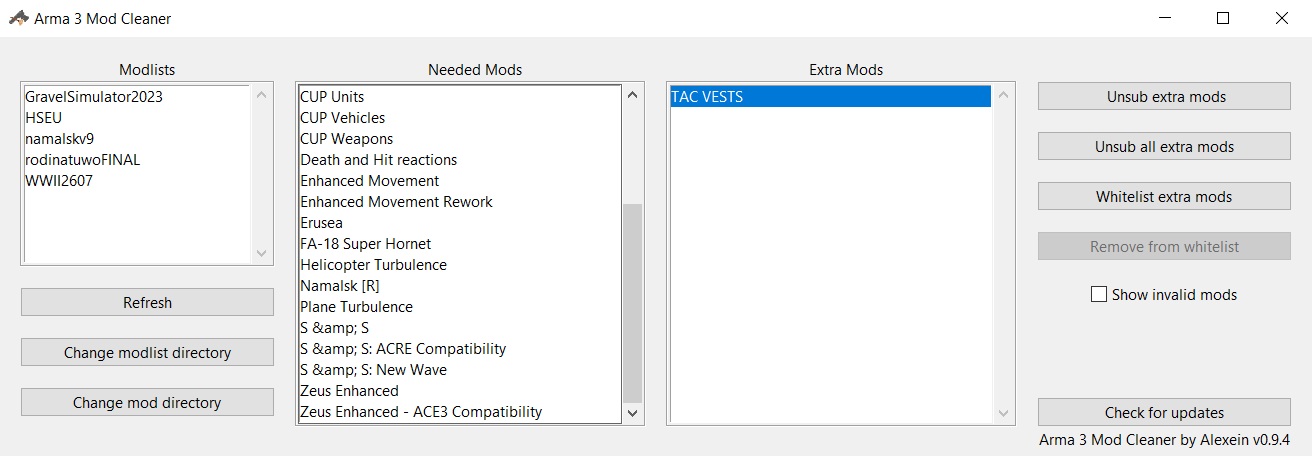 Arma 3 Mod Cleaner
Modlists
GravelSimulator2023
HSEU
namalskv9
rodinatuwoFINAL
WWII2607
Refresh
Change modlist directory
Change mod directory
Needed Mods
CUP Units
CUP Vehicles
CUP Weapons
Death and Hit reactions
Enhanced Movement
Enhanced Movement Rework
Erusea
FA-18 Super Hornet
Helicopter Turbulence
Namalsk [R]
Plane Turbulence
S &amp; S
S &amp; S: ACRE Compatibility
S &amp; S: New Wave
Zeus Enhanced
Zeus Enhanced - ACE3 Compatibility
Extra Mods
TAC VESTS
Unsub extra mods
Unsub all extra mods
Whitelist extra mods
Remove from whitelist
Show invalid mods
Check for updates
Arma 3 Mod Cleaner by Alexein v0.9.4